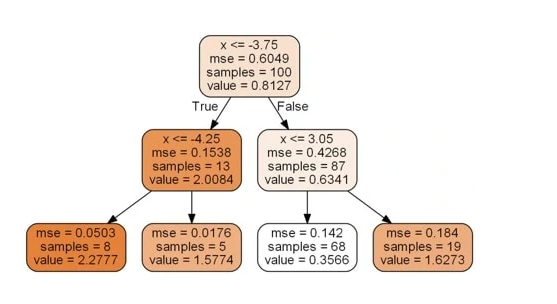 x <= -3.75
mse = 0.6049
samples = 100
value = 0.8127
True
False
x <= -4.25
mse = 0.1538
samples = 13
value = 2.0084
x <= 3.05
mse = 0.4268
samples = 87
value = 0.6341
mse = 0.0503
samples = 8
value = 2.2777
mse = 0.0176
samples = 5
value = 1.5774
mse = 0.142
samples = 68
value = 0.3566
mse = 0.184
samples = 19
value = 1.6273